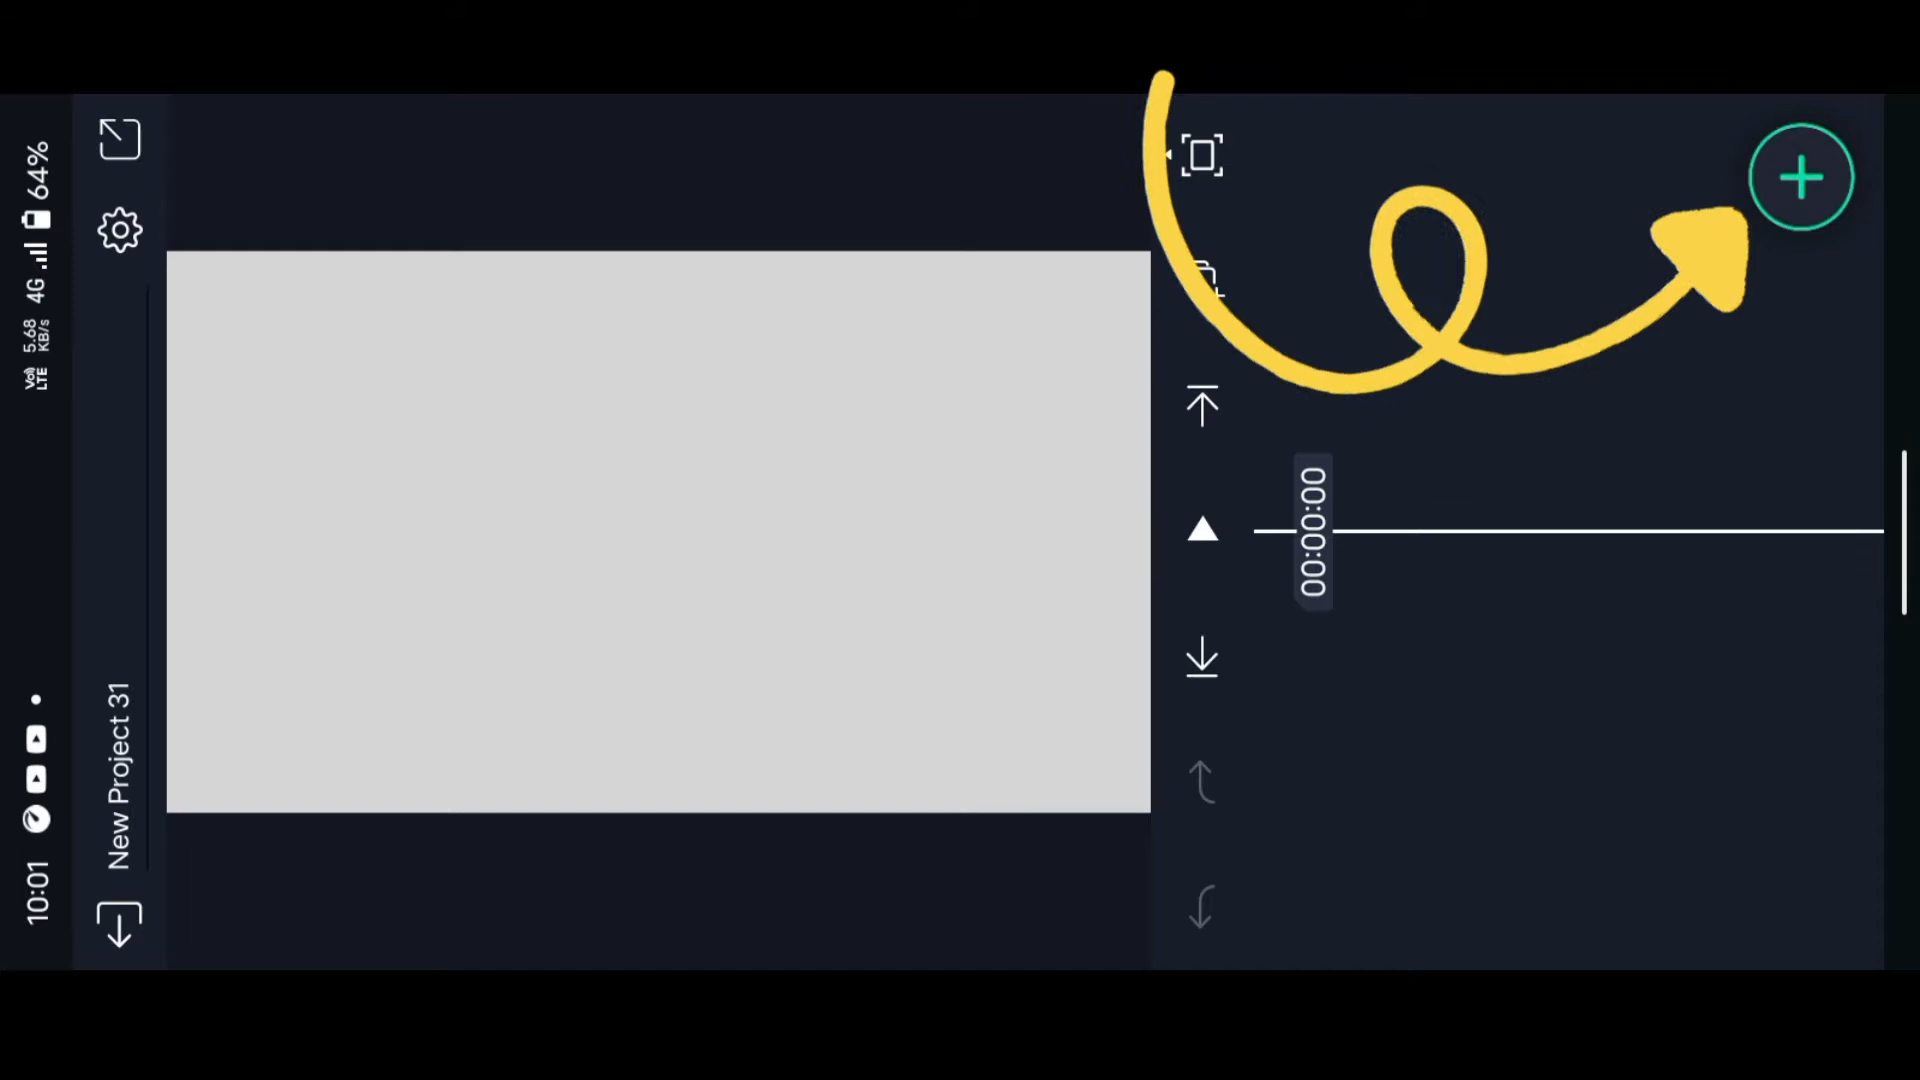 10:01
Vo)) LTE
5.68 KB/s
4G
64%
New Project 31
00:00:00